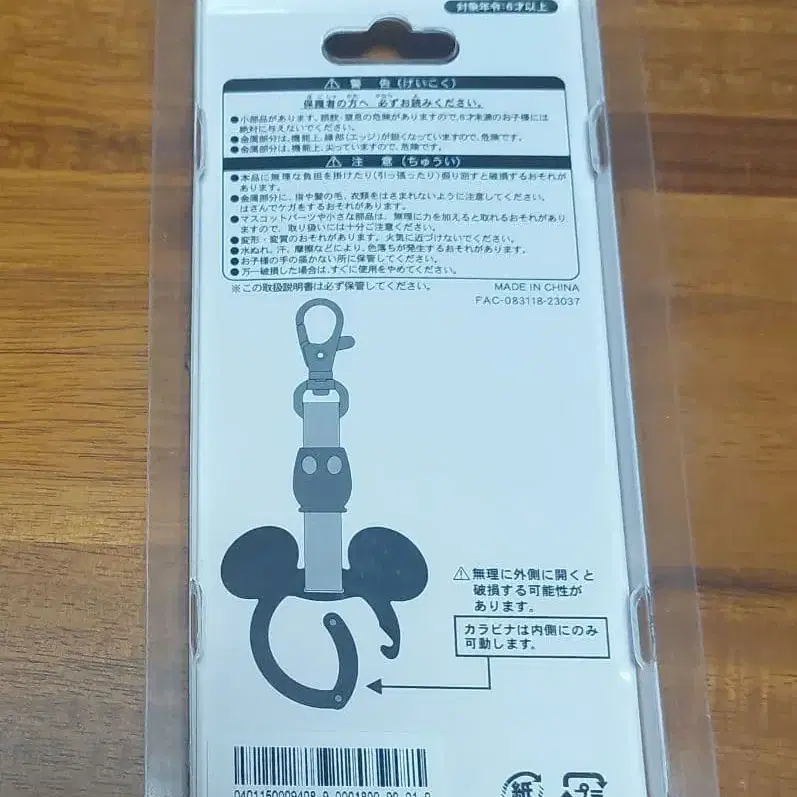 対象年令:6才以上
⚠ 警 告(けいこく)
保護者の方へ 必ずお読みください。
●小部品があります。誤飲・窒息の危険がありますので、6才未満のお子様には
絶対に与えないでください。
●金属部分は、機能上、縁部(エッジ)が鋭くなっていますので、危険です。
●金属部分は、機能上、尖っていますので、危険です。
⚠ 注 意(ちゅうい)
●本品に無理な負担を掛けたり(引っ張ったり)振り回すと破損するおそれが
あります。
●金属部分に、指や髪の毛、衣類をはさまれないように注意してください。
はさんでケガをするおそれがあります。
●マスコットパーツや小さな部品は、無理に力を加えると取れるおそれがあり
ますので、取り扱いには十分ご注意ください。
●変形・変質のおそれがあります。火気に近づけないでください。
●水ぬれ、汗、摩擦などにより、色落ちが発生するおそれがあります。
●お子様の手の届かない所に保管してください。
●万一破損した場合は、すぐに使用をやめてください。
※この取扱説明書は必ず保管してください。
MADE IN CHINA
FAC-083118-23037
⚠無理に外側に開くと
破損する可能性が
あります。
カラビナは内側にのみ
可動します。
紙
プ